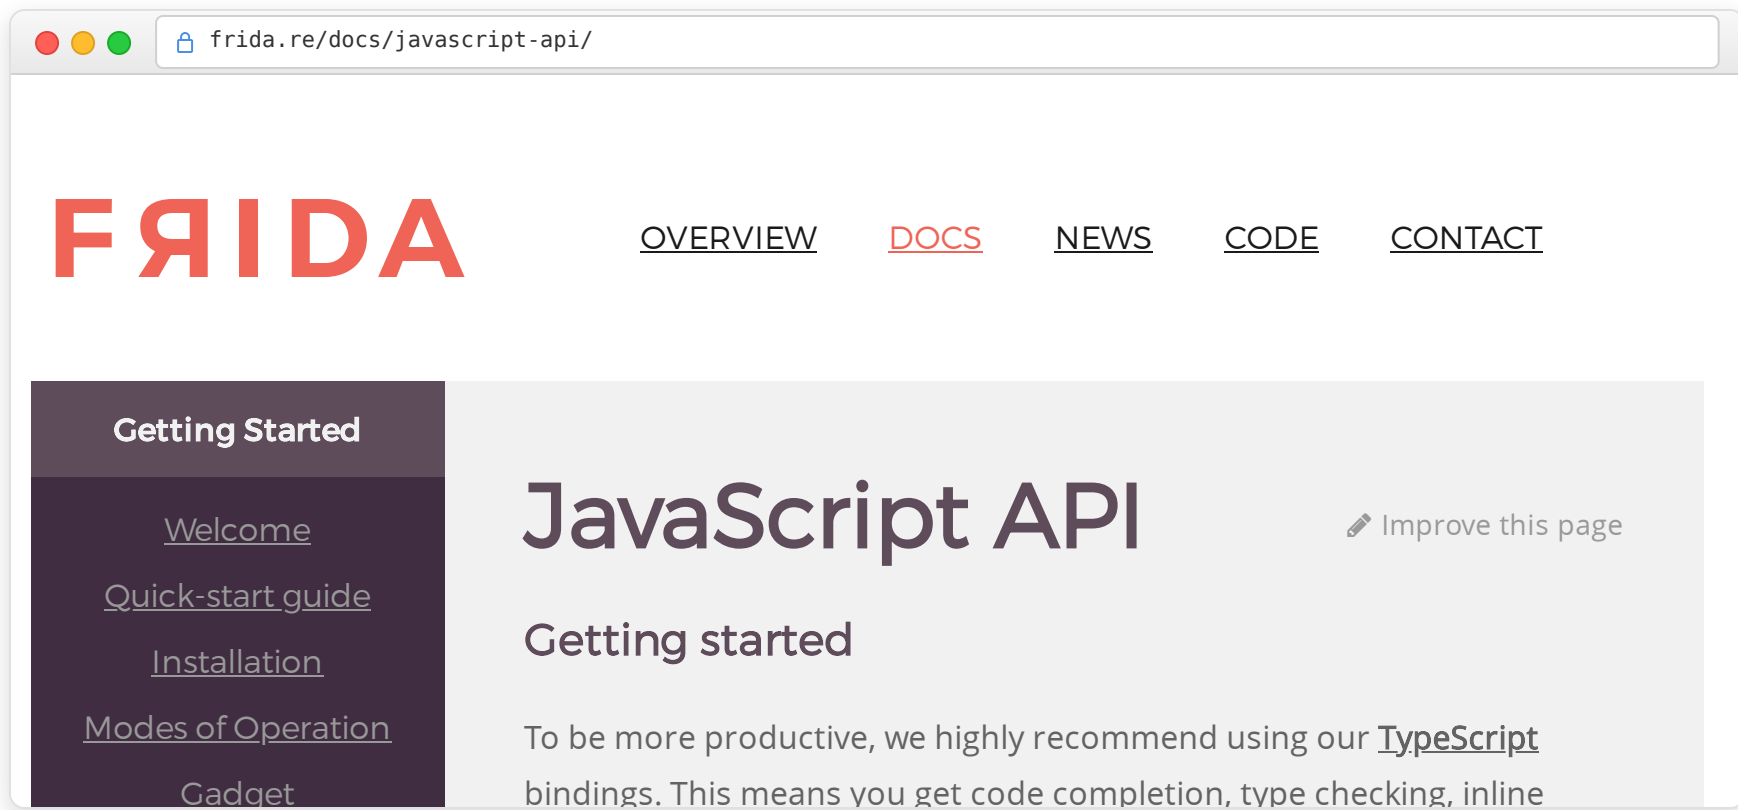 frida.re/docs/javascript-api/
FЯIDA
OVERVIEW DOCS NEWS CODE CONTACT
Getting Started
Welcome
Quick-start guide
Installation
Modes of Operation
Gadget
JavaScript API
Improve this page
Getting started
To be more productive, we highly recommend using our TypeScript
bindings. This means you get code completion, type checking, inline